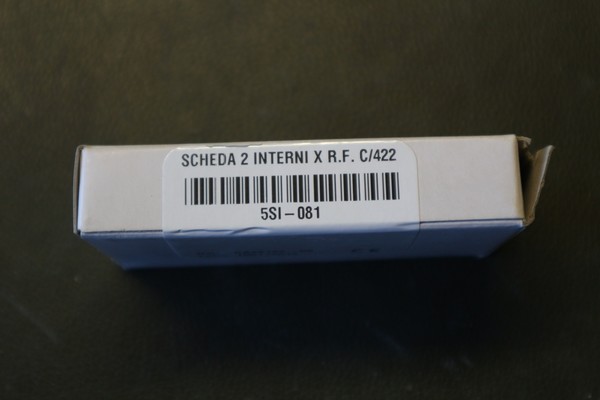 SCHEDA 2 INTERNI X R.F. C/422
5SI-081